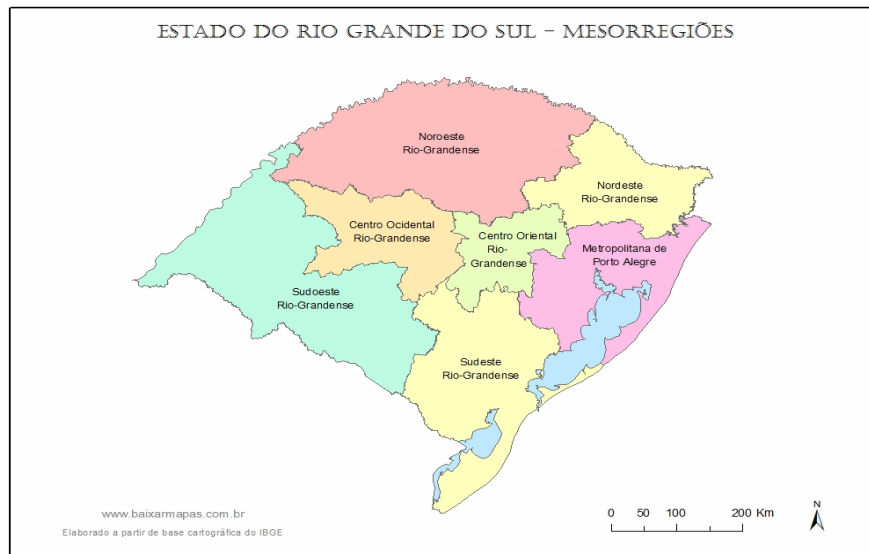 ESTADO DO RIO GRANDE DO SUL – MESORREGIÕES
Noroeste
Rio-Grandense
Nordeste
Rio-Grandense
Centro Ocidental
Rio-Grandense
Centro Oriental
Rio-
Grandense
Metropolitana de
Porto Alegre
Sudoeste
Rio-Grandense
Sudeste
Rio-Grandense
www.baixarmapas.com.br
Elaborado a partir de base cartográfica do IBGE
0 50 100 200 Km
N